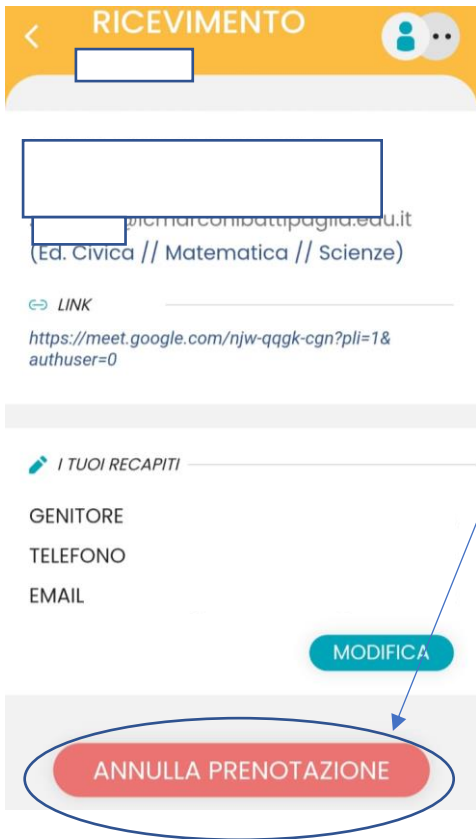 RICEVIMENTO
@icmarconibattipaglia.edu.it
(Ed. Civica // Matematica // Scienze)
LINK
https://meet.google.com/njw-qqgk-cgn?pli=1&
authuser=0
I TUOI RECAPITI
GENITORE
TELEFONO
EMAIL
MODIFICA
ANNULLA PRENOTAZIONE